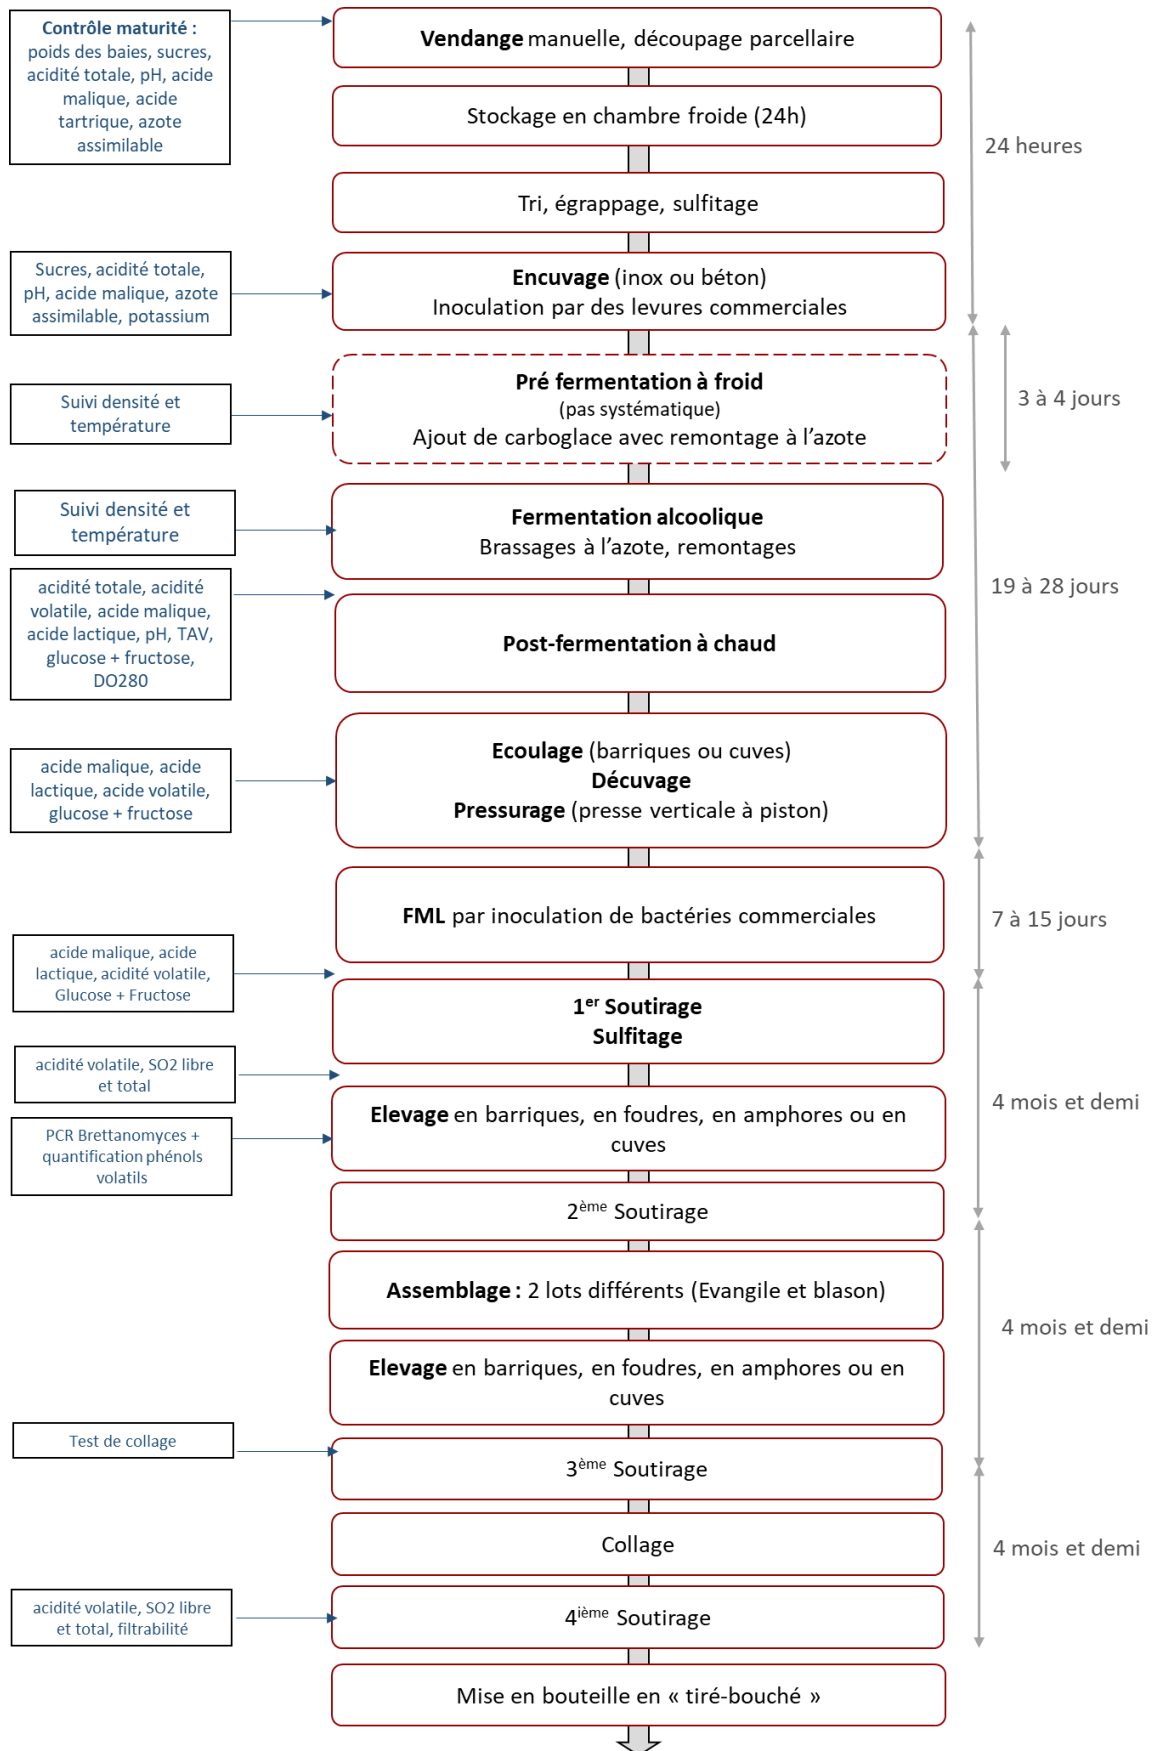 Contrôle maturité :
poids des baies, sucres,
acidité totale, pH, acide
malique, acide
tartrique, azote
assimilable
Vendange manuelle, découpage parcellaire
Stockage en chambre froide (24h)
24 heures
Tri, égrappage, sulfitage
Sucres, acidité totale,
pH, acide malique, azote
assimilable, potassium
Encuvage (inox ou béton)
Inoculation par des levures commerciales
Suivi densité et
température
Pré fermentation à froid
(pas systématique)
Ajout de carboglace avec remontage à l’azote
3 à 4 jours
Suivi densité et
température
Fermentation alcoolique
Brassages à l’azote, remontages
19 à 28 jours
acidité totale, acidité
volatile, acide malique,
acide lactique, pH, TAV,
glucose + fructose,
DO280
Post-fermentation à chaud
acide malique, acide
lactique, acide volatile,
glucose + fructose
Ecoulage (barriques ou cuves)
Décuvage
Pressurage (presse verticale à piston)
FML par inoculation de bactéries commerciales
7 à 15 jours
acide malique, acide
lactique, acidité volatile,
Glucose + Fructose
1er Soutirage
Sulfitage
acidité volatile, SO2 libre
et total
4 mois et demi
PCR Brettanomyces +
quantification phénols
volatils
Elevage en barriques, en foudres, en amphores ou en
cuves
2ème Soutirage
Assemblage : 2 lots différents (Evangile et blason)
4 mois et demi
Elevage en barriques, en foudres, en amphores ou en
cuves
Test de collage
3ème Soutirage
Collage
4 mois et demi
acidité volatile, SO2 libre
et total, filtrabilité
4ième Soutirage
Mise en bouteille en « tiré-bouché »